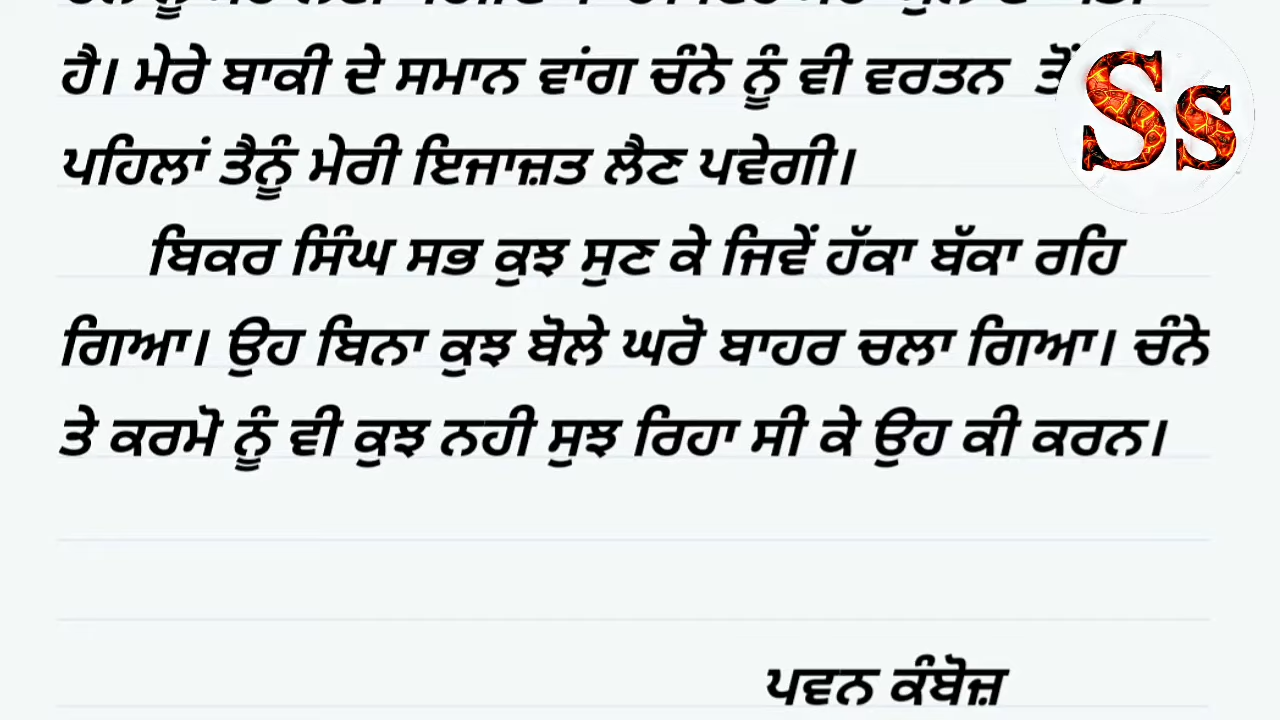 ਹੈ। ਮੇਰੇ ਬਾਕੀ ਦੇ ਸਮਾਨ ਵਾਂਗ ਚੰਨੇ ਨੂੰ ਵੀ ਵਰਤਨ ਤੋਂ
Ss
ਪਹਿਲਾਂ ਤੈਨੂੰ ਮੇਰੀ ਇਜਾਜ਼ਤ ਲੈਣ ਪਵੇਗੀ।
ਬਿਕਰ ਸਿੰਘ ਸਭ ਕੁਝ ਸੁਣ ਕੇ ਜਿਵੇਂ ਹੱਕਾ ਬੱਕਾ ਰਹਿ
ਗਿਆ। ਉਹ ਬਿਨਾ ਕੁਝ ਬੋਲੇ ਘਰੋ ਬਾਹਰ ਚਲਾ ਗਿਆ। ਚੰਨੇ
ਤੇ ਕਰਮੋ ਨੂੰ ਵੀ ਕੁਝ ਨਹੀ ਸੁਝ ਰਿਹਾ ਸੀ ਕੇ ਉਹ ਕੀ ਕਰਨ।
ਪਵਨ ਕੰਬੋਜ਼